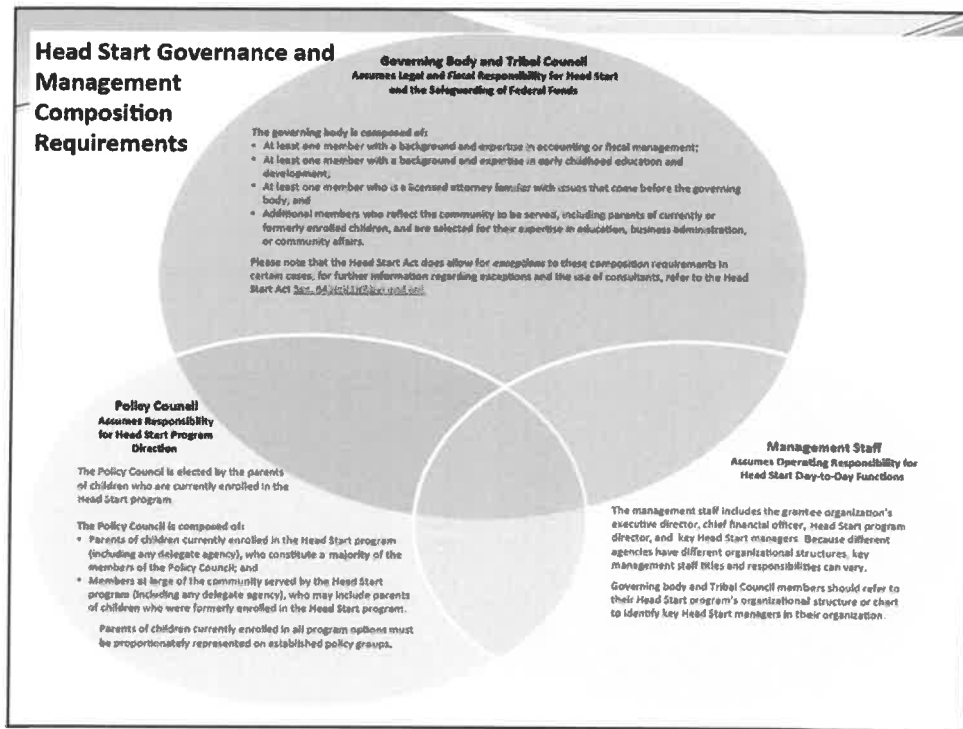 Head Start Governance and
Management
Composition
Requirements
Governing Body and Tribal Council
Assumes Legal and Fiscal Responsibility for Head Start
and the Safeguarding of Federal Funds
The governing body is composed of:
• At least one member with a background and expertise in accounting or fiscal management;
• At least one member with a background and expertise in early childhood education and
development;
• At least one member who is a licensed attorney familiar with issues that come before the governing
body; and
• Additional members who reflect the community to be served, including parents of currently or
formerly enrolled children, and are selected for their expertise in education, business administration,
or community affairs.
Please note that the Head Start Act does allow for exceptions to these composition requirements in
certain cases, for further information regarding exceptions and the use of consultants, refer to the Head
Start Act Sec.
Policy Council
Assumes Responsibility
for Head Start Program
Direction
The Policy Council is elected by the parents
of children who are currently enrolled in the
Head Start program.
The Policy Council is composed of:
• Parents of children currently enrolled in the Head Start program
(including any delegate agency), who constitute a majority of the
members of the Policy Council; and
• Members at large of the community served by the Head Start
program (including any delegate agency), who may include parents
of children who were formerly enrolled in the Head Start program.
Parents of children currently enrolled in all program options must
be proportionately represented on established policy groups.
Management Staff
Assumes Operating Responsibility for
Head Start Day-to-Day Functions
The management staff includes the grantee organization's
executive director, chief financial officer, Head Start program
director, and key Head Start managers. Because different
agencies have different organizational structures, key
management staff titles and responsibilities can vary.
Governing body and Tribal Council members should refer to
their Head Start program's organizational structure or chart
to identify key Head Start managers in their organization.